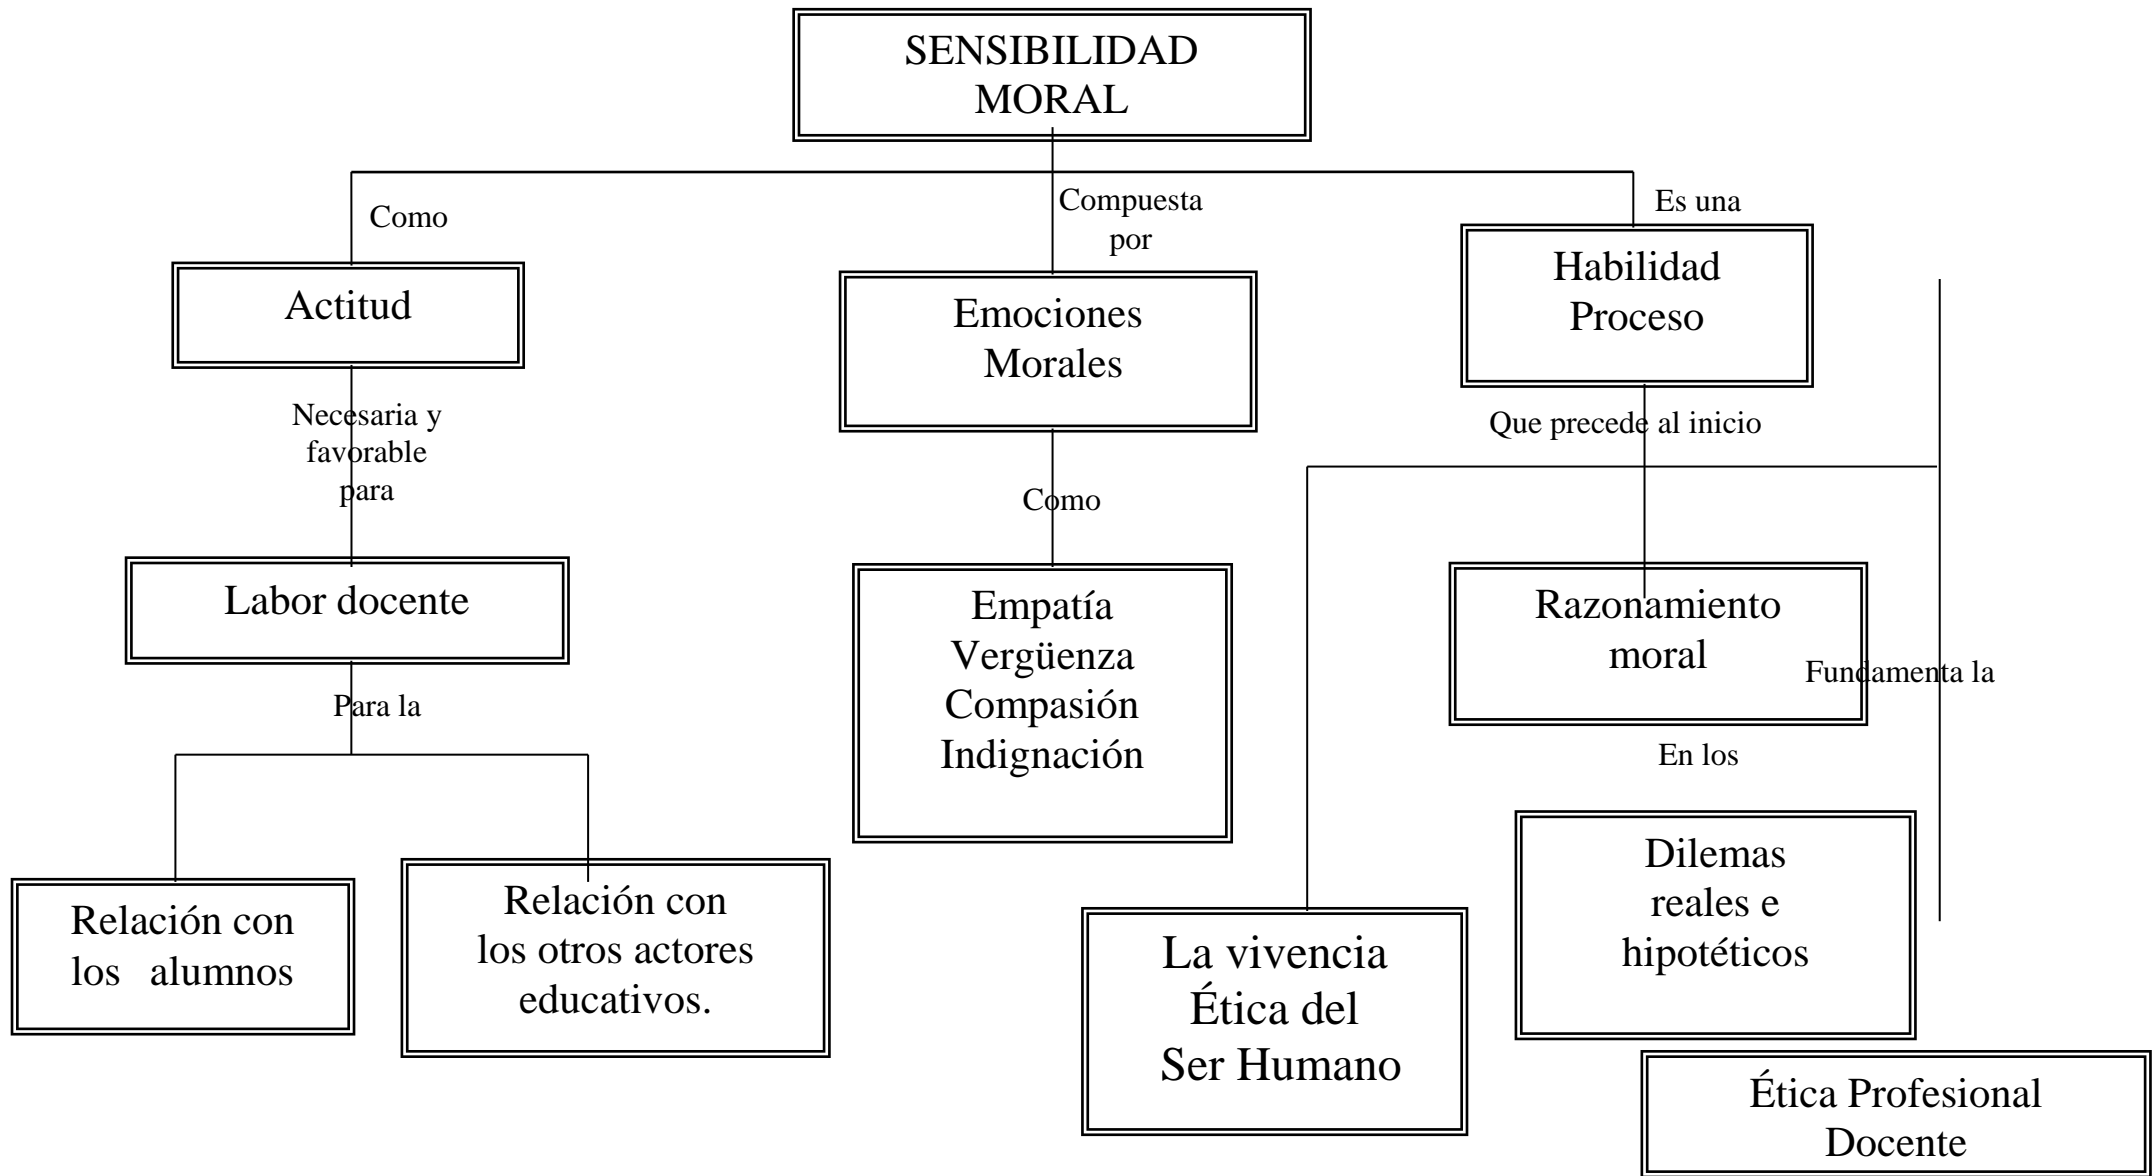 SENSIBILIDAD
MORAL
Como
Compuesta
por
Es una
Actitud
Emociones
Morales
Habilidad
Proceso
Necesaria y
favorable
para
Como
Que precede al inicio
Labor docente
Empatía
Vergüenza
Compasión
Indignación
Razonamiento
moral
Fundamenta la
Para la
En los
Relación con
los alumnos
Relación con
los otros actores
educativos.
La vivencia
Ética del
Ser Humano
Dilemas
reales e
hipotéticos
Ética Profesional
Docente